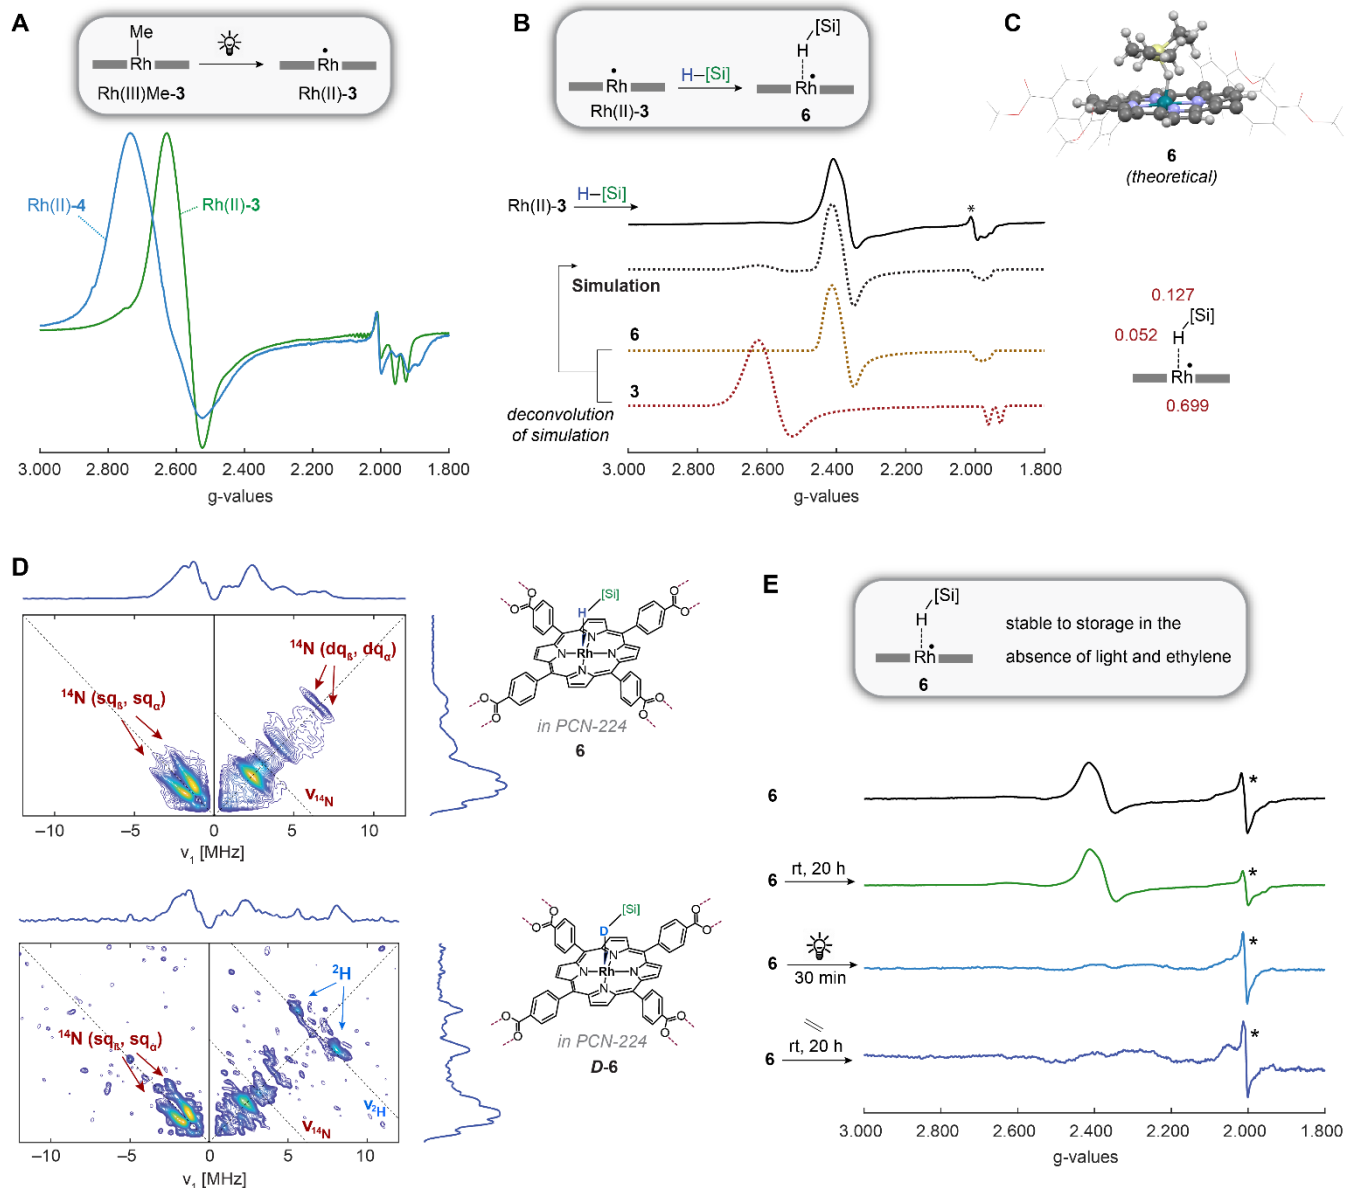 A
Me
Rh
Rh(III)Me-3
•
Rh
Rh(II)-3
Rh(II)-4
Rh(II)-3
3.000 2.800 2.600 2.400 2.200 2.000 1.800
g-values
B
•
Rh
Rh(II)-3
H–[Si]
[Si]
H
Rh•
6
Rh(II)-3 H–[Si]
*
Simulation
6
3
deconvolution
of simulation
3.000 2.800 2.600 2.400 2.200 2.000 1.800
g-values
C
6
(theoretical)
0.127
[Si]
0.052 H
Rh•
0.699
D
¹⁴N (dqβ, dqα)
¹⁴N (sqβ, sqα)
ν₁₄N
−10 −5 0 5 10
ν₁ [MHz]
[Si]
H
O O O O
N N Rh N N
O O O O
in PCN-224
6
²H
¹⁴N (sqβ, sqα)
ν₂H
ν₁₄N
−10 −5 0 5 10
ν₁ [MHz]
[Si]
D
O O O O
N N Rh N N
O O O O
in PCN-224
D-6
E
[Si]
H
Rh•
6
stable to storage in the
absence of light and ethylene
6
*
6 rt, 20 h
*
6 30 min
*
6 rt, 20 h
*
3.000 2.800 2.600 2.400 2.200 2.000 1.800
g-values